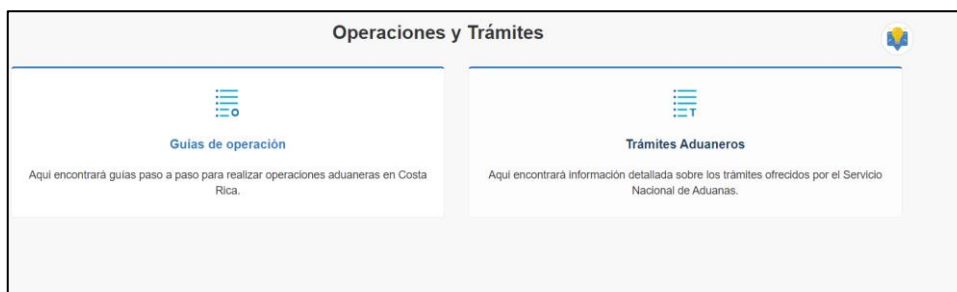 Operaciones y Trámites
O
Guías de operación
Aquí encontrará guías paso a paso para realizar operaciones aduaneras en Costa
Rica.
T
Trámites Aduaneros
Aquí encontrará información detallada sobre los trámites ofrecidos por el Servicio
Nacional de Aduanas.